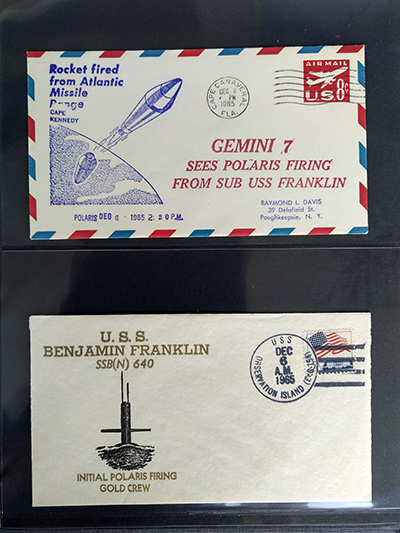 Rocket fired
from Atlantic
Missile
Range
CAPE
KENNEDY
CAPE CANAVERAL
DEC 6
PM
1965
FLA.
AIR MAIL
U.S. 8c
GEMINI 7
SEES POLARIS FIRING
FROM SUB USS FRANKLIN
RAYMOND L. DAVIS
39 Delafield St.
Poughkeepsie, N. Y.
POLARIS DEC 6 · 1965 2: 20 P.M.
U. S. S.
BENJAMIN FRANKLIN
SSB(N) 640
USS
OBSERVATION ISLAND
DEC
6
A.M.
1965
INITIAL POLARIS FIRING
GOLD CREW